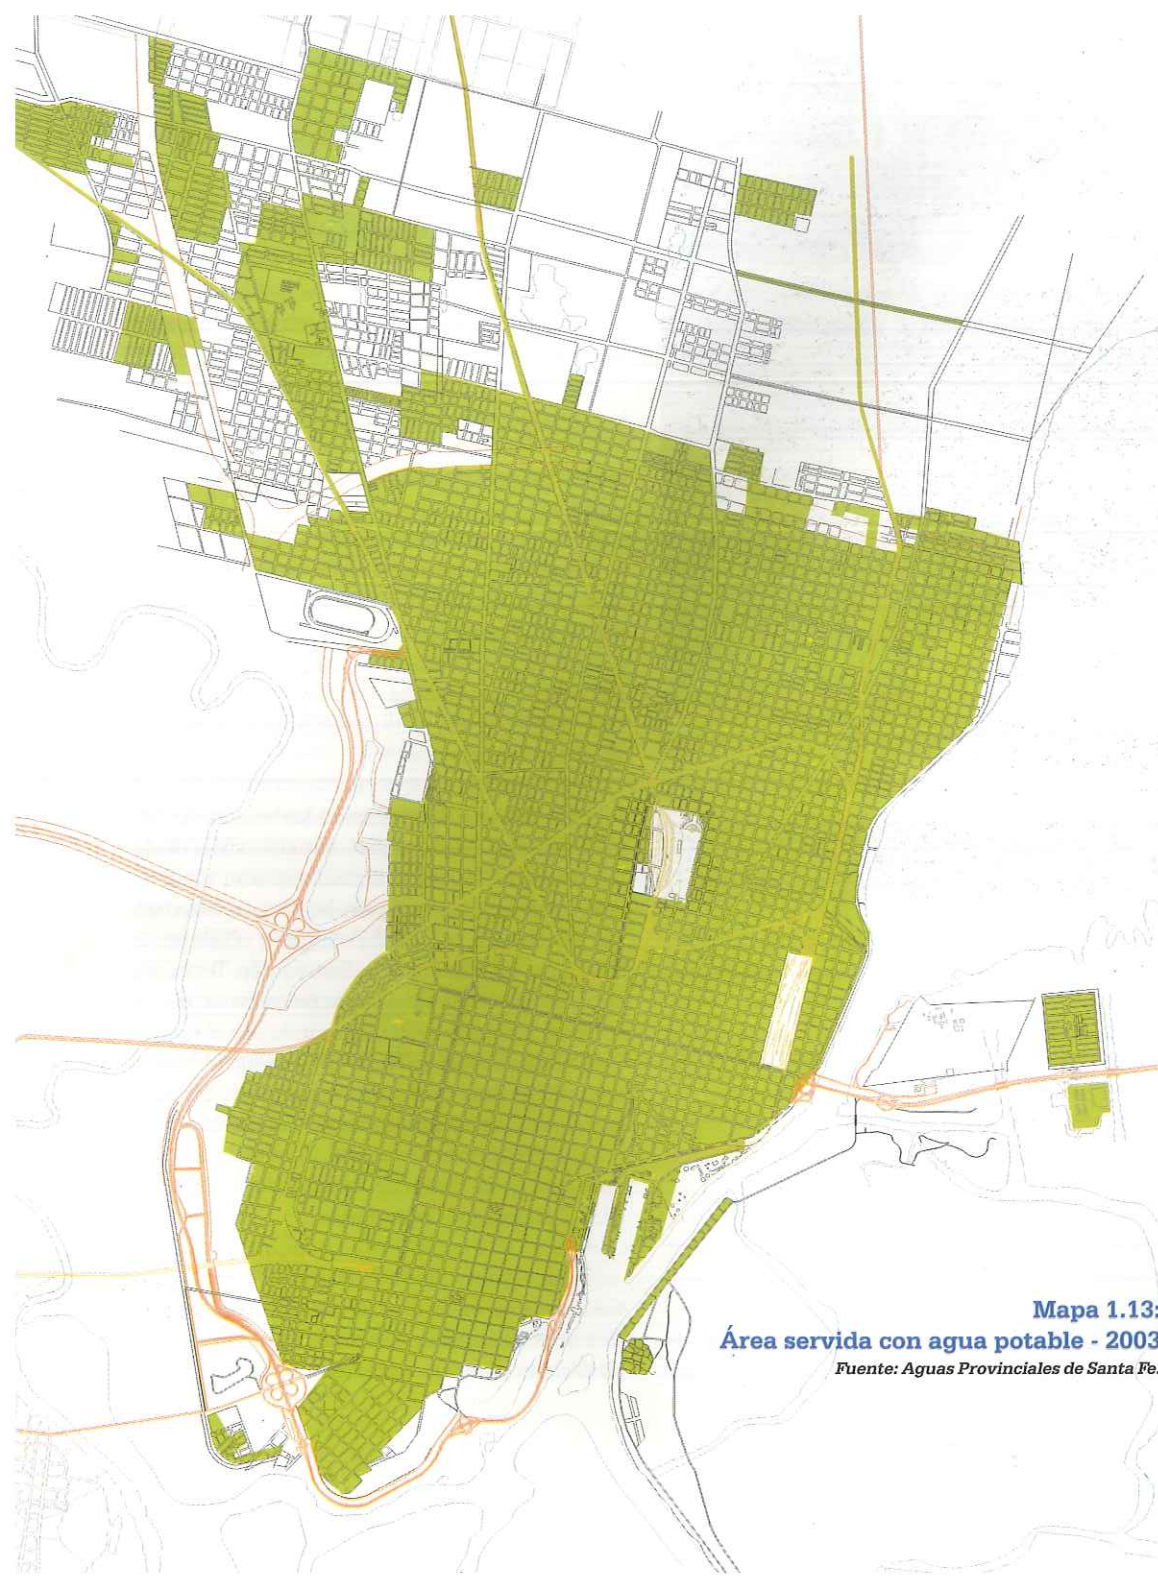 Mapa 1.13:
Área servida con agua potable - 2003
Fuente: Aguas Provinciales de Santa Fe.